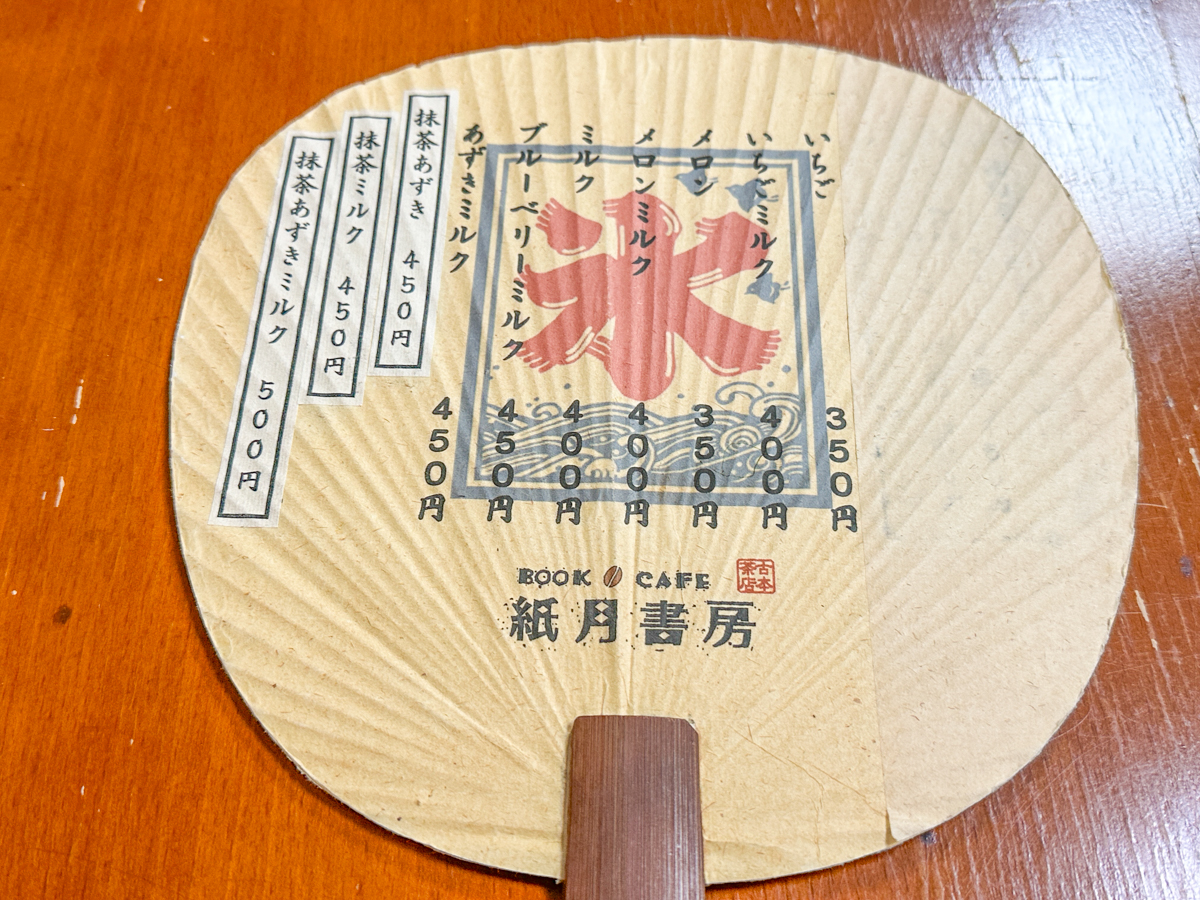 いちご 350円
いちごミルク 400円
メロン 350円
メロンミルク 400円
ミルク 400円
ブルーベリーミルク 450円
あずきミルク 450円
抹茶あずき 450円
抹茶ミルク 450円
抹茶あずきミルク 500円
氷
BOOK CAFE
古本茶店
紙月書房